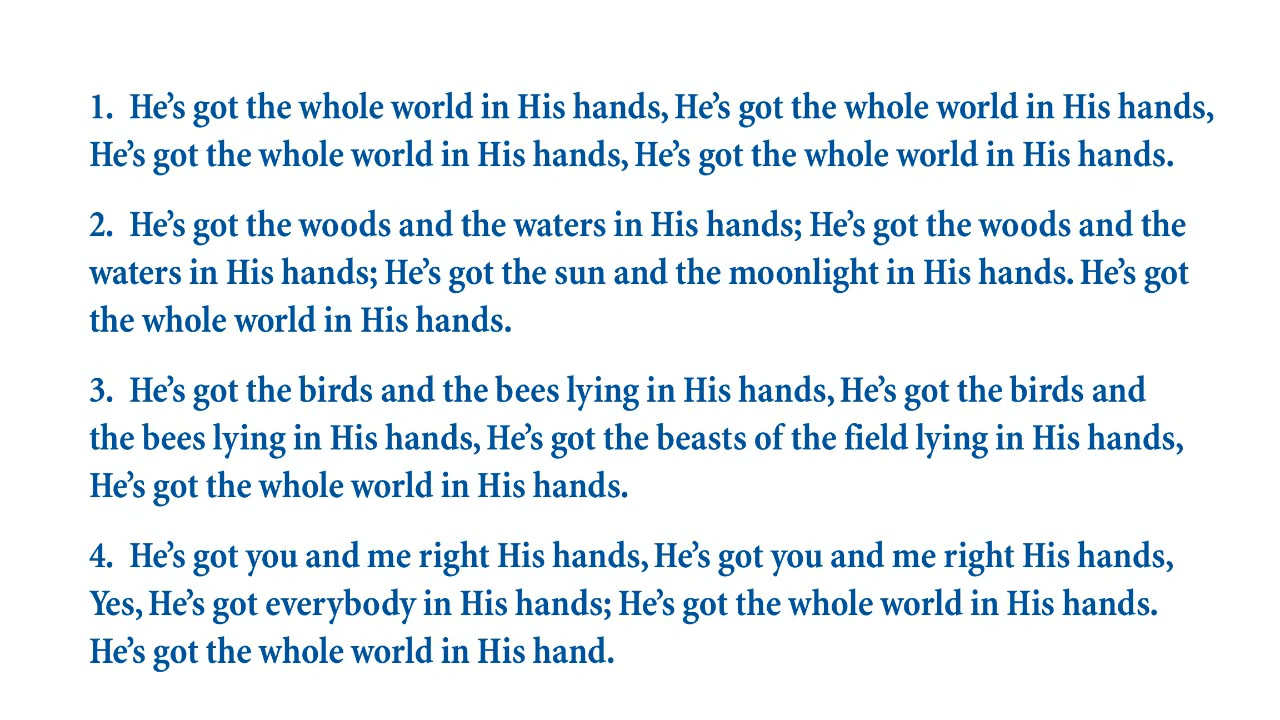 1. He’s got the whole world in His hands, He’s got the whole world in His hands,
He’s got the whole world in His hands, He’s got the whole world in His hands.
2. He’s got the woods and the waters in His hands; He’s got the woods and the
waters in His hands; He’s got the sun and the moonlight in His hands. He’s got
the whole world in His hands.
3. He’s got the birds and the bees lying in His hands, He’s got the birds and
the bees lying in His hands, He’s got the beasts of the field lying in His hands,
He’s got the whole world in His hands.
4. He’s got you and me right His hands, He’s got you and me right His hands,
Yes, He’s got everybody in His hands; He’s got the whole world in His hands.
He’s got the whole world in His hand.